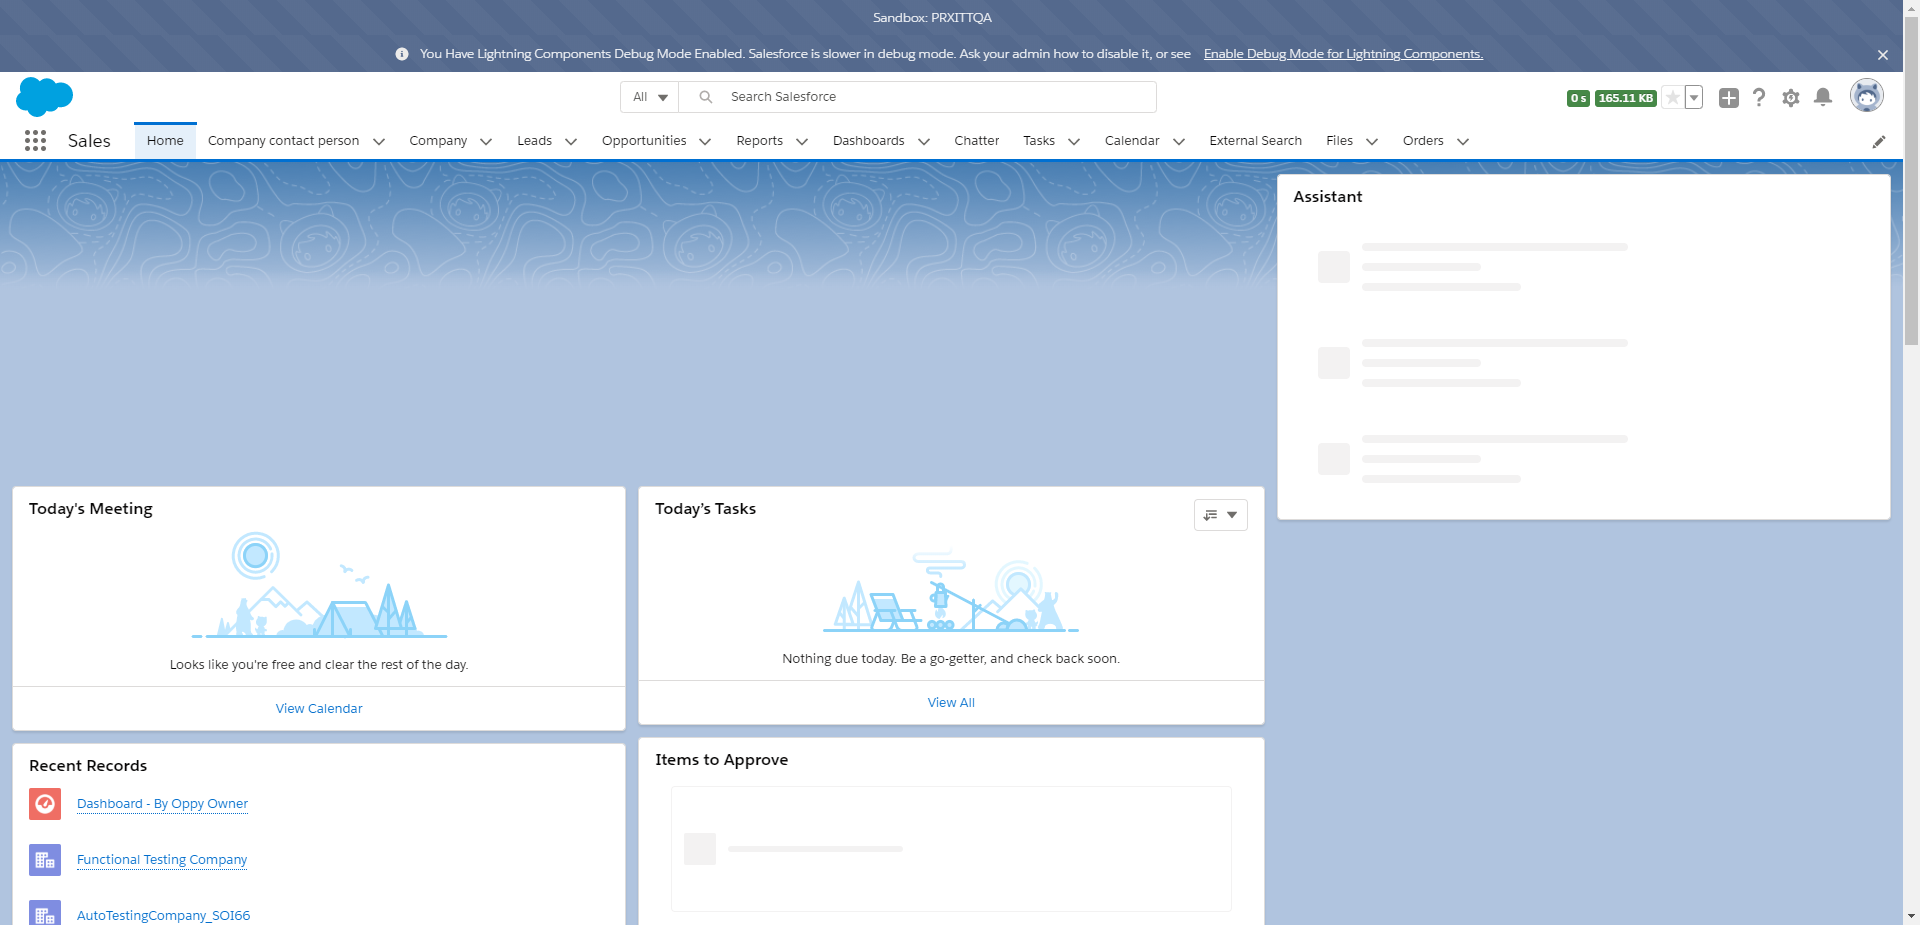 Sandbox: PRXITTQA
You Have Lightning Components Debug Mode Enabled. Salesforce is slower in debug mode. Ask your admin how to disable it, or see Enable Debug Mode for Lightning Components.
All Search Salesforce 0 s 165.11 KB
Sales Home Company contact person Company Leads Opportunities Reports Dashboards Chatter Tasks Calendar External Search Files Orders
Assistant
Today's Meeting
Looks like you're free and clear the rest of the day.
View Calendar
Today’s Tasks
Nothing due today. Be a go-getter, and check back soon.
View All
Recent Records
Dashboard - By Oppy Owner
Functional Testing Company
AutoTestingCompany_SOI66
Items to Approve